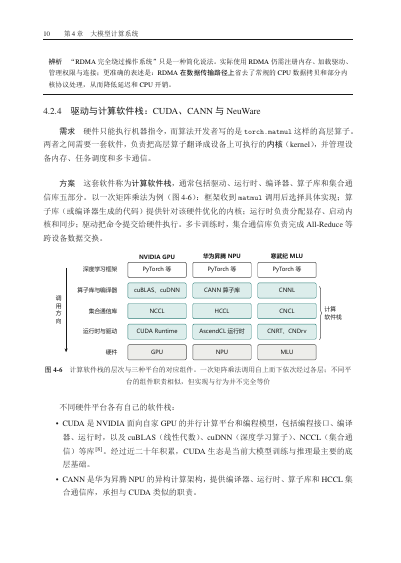 10 第 4 章 大模型计算系统
辨析 “RDMA 完全绕过操作系统”只是一种简化说法。实际使用 RDMA 仍需注册内存、加载驱动、
管理权限与连接；更准确的表述是：RDMA 在数据传输路径上省去了常规的 CPU 数据拷贝和部分内
核协议处理，从而降低延迟和 CPU 开销。
4.2.4 驱动与计算软件栈：CUDA、CANN 与 NeuWare
需求 硬件只能执行机器指令，而算法开发者写的是 torch.matmul 这样的高层算子。
两者之间需要一套软件，负责把高层算子翻译成设备上可执行的内核（kernel），并管理设
备内存、任务调度和多卡通信。
方案 这套软件称为计算软件栈，通常包括驱动、运行时、编译器、算子库和集合通
信库五部分。以一次矩阵乘法为例（图 4-6）：框架收到 matmul 调用后选择具体实现；算
子库（或编译器生成的代码）提供针对该硬件优化的内核；运行时负责分配显存、启动内
核和同步；驱动把命令提交给硬件执行。多卡训练时，集合通信库负责完成 All-Reduce 等
跨设备数据交换。
NVIDIA GPU 华为昇腾 NPU 寒武纪 MLU
深度学习框架 PyTorch 等 PyTorch 等 PyTorch 等
算子库与编译器 cuBLAS、cuDNN CANN 算子库 CNNL
集合通信库 NCCL HCCL CNCL
运行时与驱动 CUDA Runtime AscendCL 运行时 CNRT、CNDrv
硬件 GPU NPU MLU
调用方向
计算
软件栈
图 4-6 计算软件栈的层次与三种平台的对应组件。一次矩阵乘法调用自上而下依次经过各层；不同平
台的组件职责相似，但实现与行为并不完全等价
不同硬件平台各有自己的软件栈：
• CUDA 是 NVIDIA 面向自家 GPU 的并行计算平台和编程模型，包括编程接口、编译
器、运行时，以及 cuBLAS（线性代数）、cuDNN（深度学习算子）、NCCL（集合通
信）等库[8]。经过近二十年积累，CUDA 生态是当前大模型训练与推理最主要的底
层基础。
• CANN 是华为昇腾 NPU 的异构计算架构，提供编译器、运行时、算子库和 HCCL 集
合通信库，承担与 CUDA 类似的职责。